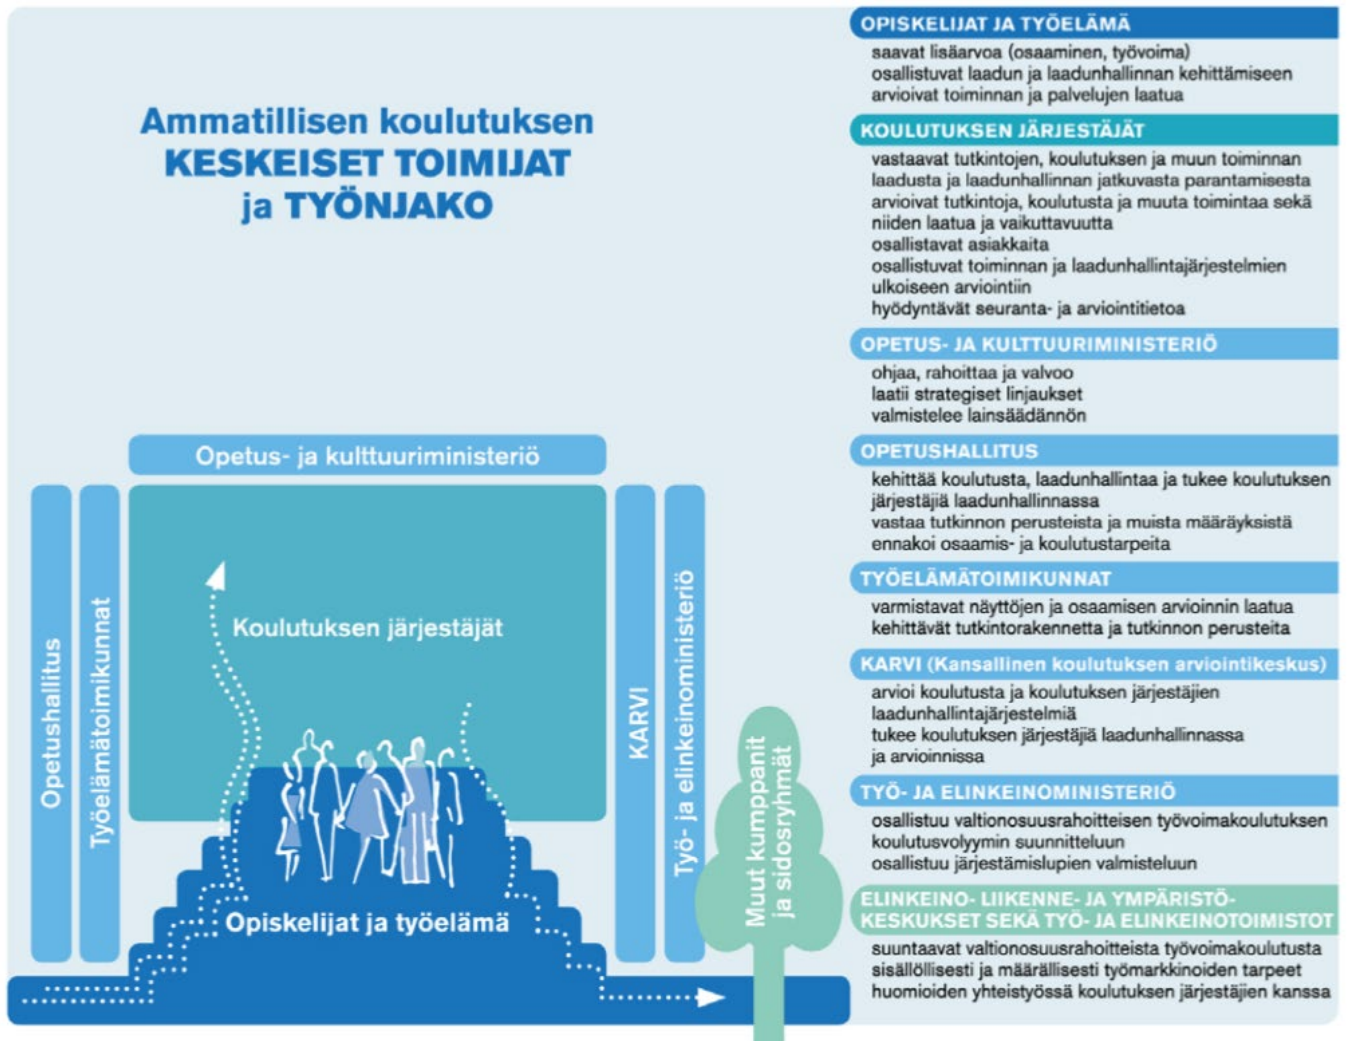 Ammatillisen koulutuksen
KESKEISET TOIMIJAT
ja TYÖNJAKO
Opetus- ja kulttuuriministeriö
Opetushallitus
Työelämätoimikunnat
Koulutuksen järjestäjät
KARVI
Työ- ja elinkeinoministeriö
Opiskelijat ja työelämä
Muut kumppanit
ja sidosryhmät
OPISKELIJAT JA TYÖELÄMÄ
saavat lisäarvoa (osaaminen, työvoima)
osallistuvat laadun ja laadunhallinnan kehittämiseen
arvioivat toiminnan ja palvelujen laatua
KOULUTUKSEN JÄRJESTÄJÄT
vastaavat tutkintojen, koulutuksen ja muun toiminnan
laadusta ja laadunhallinnan jatkuvasta parantamisesta
arvioivat tutkintoja, koulutusta ja muuta toimintaa sekä
niiden laatua ja vaikuttavuutta
osallistavat asiakkaita
osallistuvat toiminnan ja laadunhallintajärjestelmien
ulkoiseen arviointiin
hyödyntävät seuranta- ja arviointitietoa
OPETUS- JA KULTTUURIMINISTERIÖ
ohjaa, rahoittaa ja valvoo
laatii strategiset linjaukset
valmistelee lainsäädännön
OPETUSHALLITUS
kehittää koulutusta, laadunhallintaa ja tukee koulutuksen
järjestäjiä laadunhallinnassa
vastaa tutkinnon perusteista ja muista määräyksistä
ennakoi osaamis- ja koulutustarpeita
TYÖELÄMÄTOIMIKUNNAT
varmistavat näyttöjen ja osaamisen arvioinnin laatua
kehittävät tutkintorakennetta ja tutkinnon perusteita
KARVI (Kansallinen koulutuksen arviointikeskus)
arvioi koulutusta ja koulutuksen järjestäjien
laadunhallintajärjestelmiä
tukee koulutuksen järjestäjiä laadunhallinnassa
ja arvioinnissa
TYÖ- JA ELINKEINOMINISTERIÖ
osallistuu valtionosuusrahoitteisen työvoimakoulutuksen
koulutusvolyymin suunnitteluun
osallistuu järjestämislupien valmisteluun
ELINKEINO- LIIKENNE- JA YMPÄRISTÖ-
KESKUKSET SEKÄ TYÖ- JA ELINKEINOTOIMISTOT
suuntaavat valtionosuusrahoitteista työvoimakoulutusta
sisällöllisesti ja määrällisesti työmarkkinoiden tarpeet
huomioiden yhteistyössä koulutuksen järjestäjien kanssa